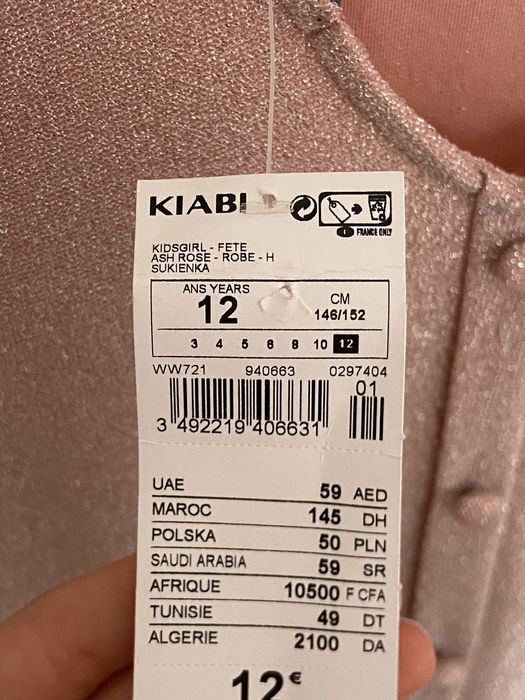 KIABI
FRANCE ONLY
KIDSGIRL - FETE
ASH ROSE - ROBE - H
SUKIENKA
ANS YEARS CM
12 146/152
3 4 5 6 8 10 12
WW721 940663 0297404
01
3 492219 406631
UAE 59 AED
MAROC 145 DH
POLSKA 50 PLN
SAUDI ARABIA 59 SR
AFRIQUE 10500 F CFA
TUNISIE 49 DT
ALGERIE 2100 DA
12€